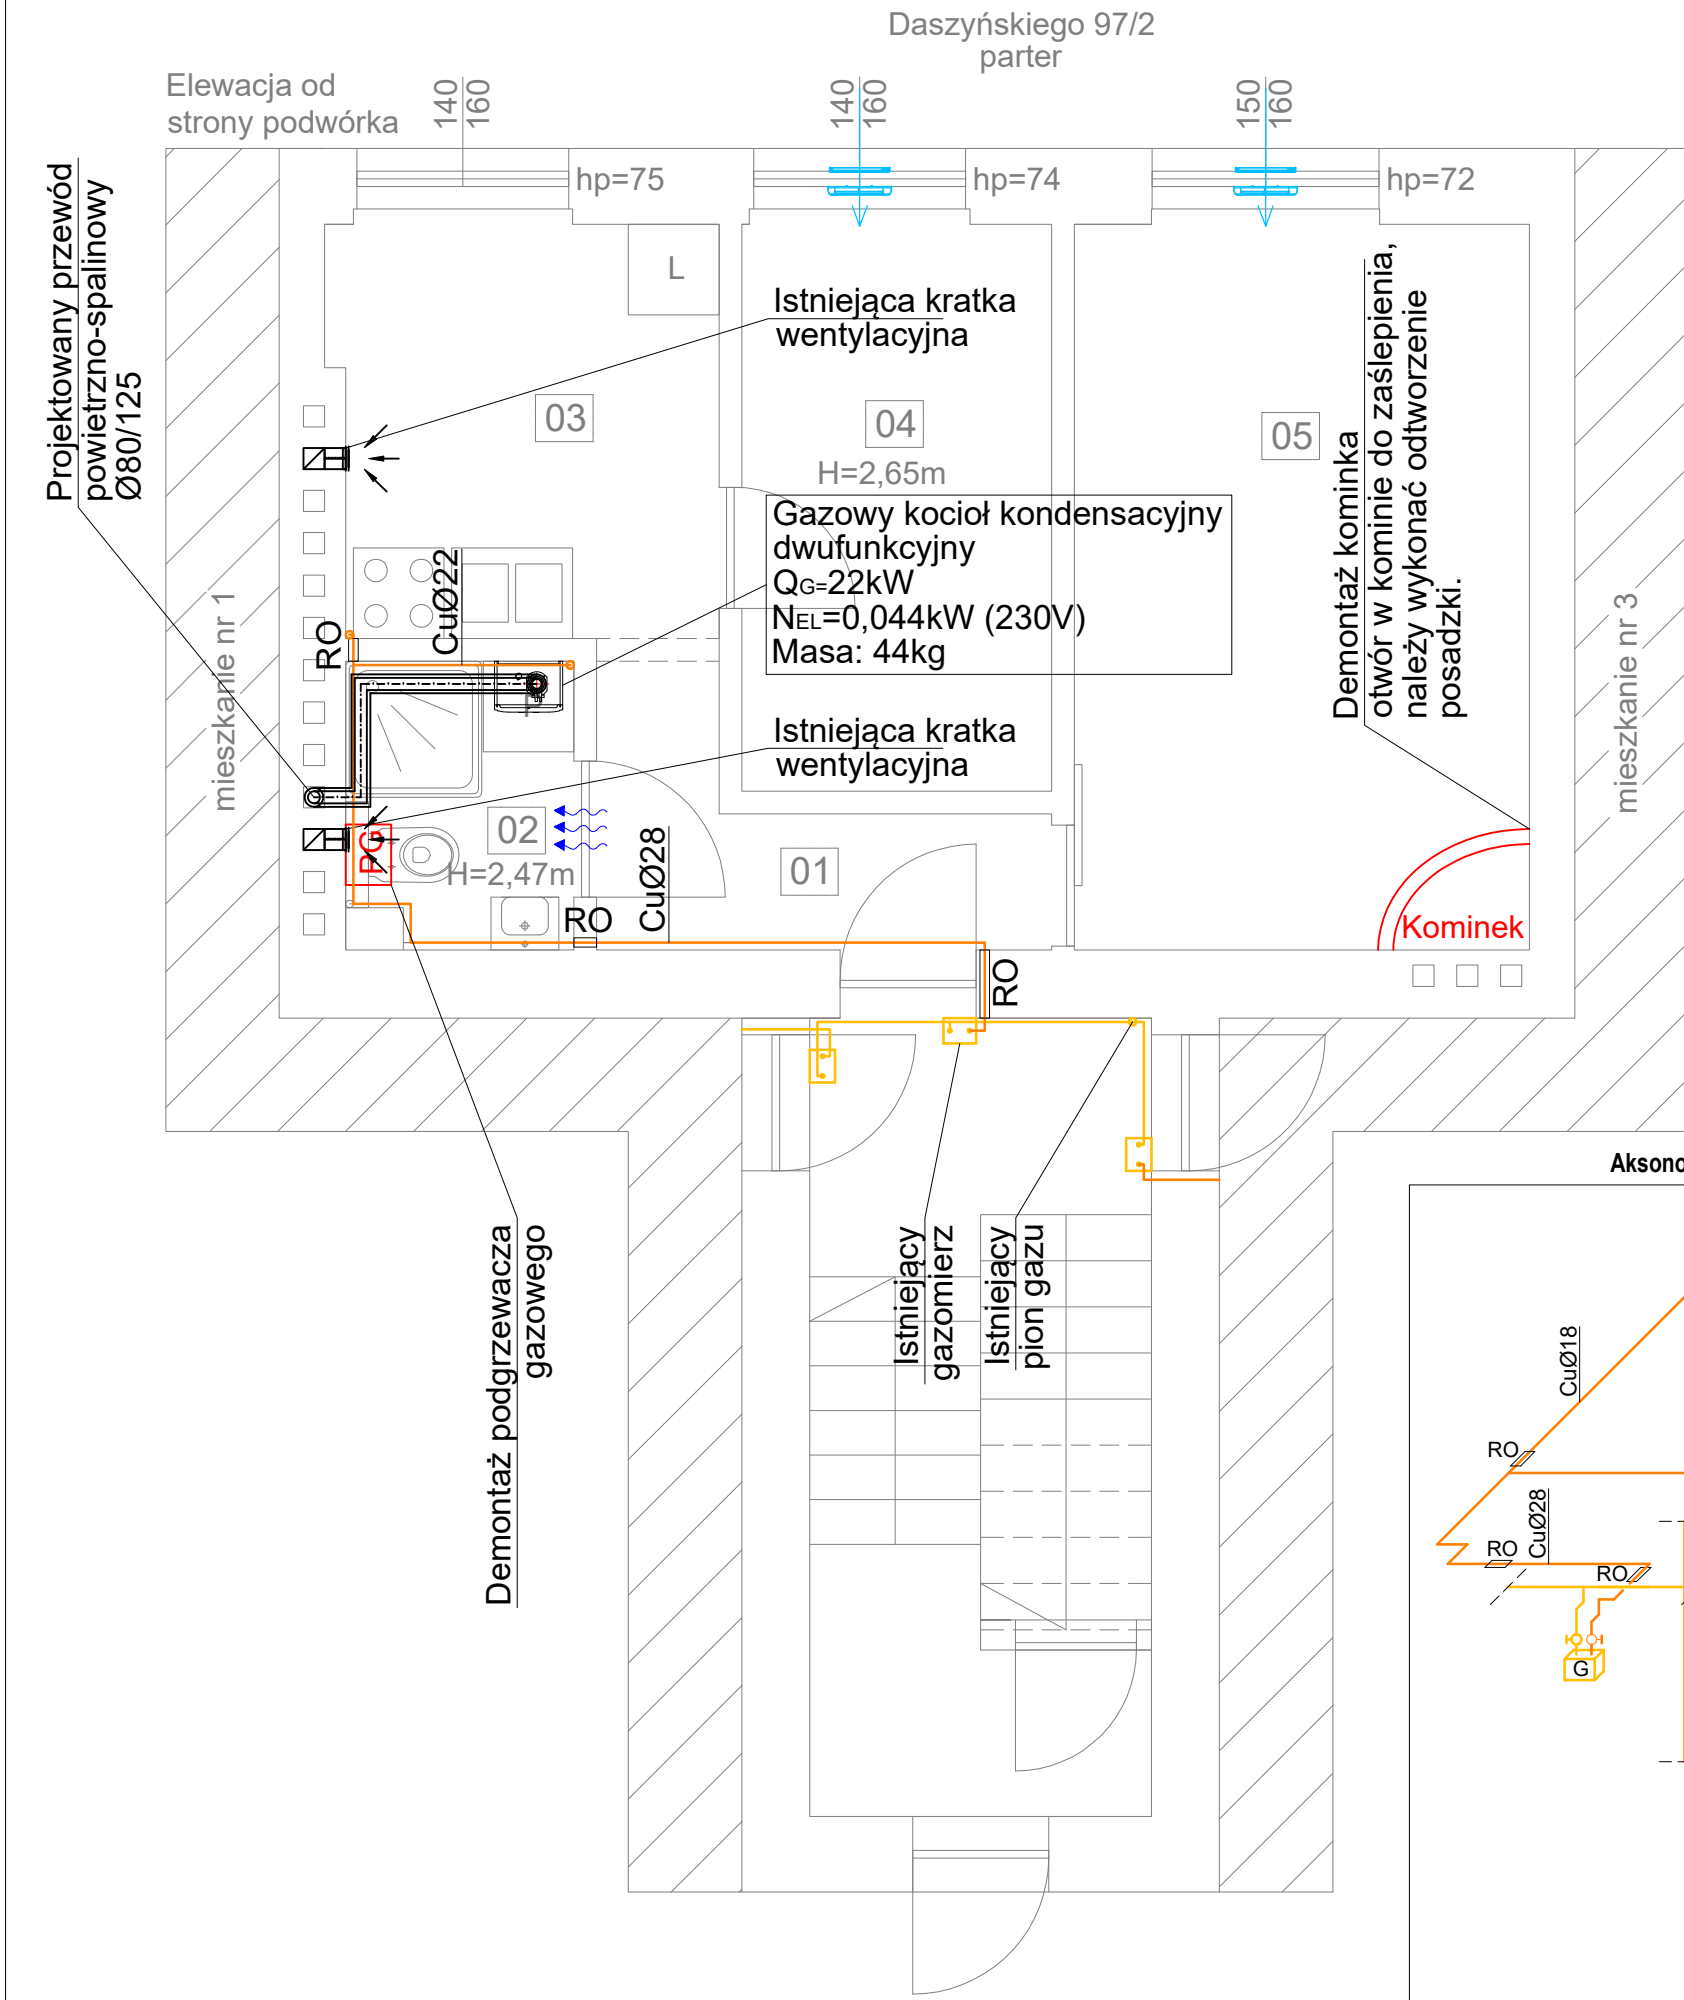 Daszyńskiego 97/2
parter
Elewacja od
strony podwórka
140
160
140
160
150
160
hp=75
hp=74
hp=72
Projektowany przewód
powietrzno-spalinowy
Ø80/125
L
Istniejąca kratka
wentylacyjna
03
04
H=2,65m
05
Demontaż kominka
otwór w kominie do zaślepienia,
należy wykonać odtworzenie
posadzki.
Gazowy kocioł kondensacyjny
dwufunkcyjny
QG=22kW
NEL=0,044kW (230V)
Masa: 44kg
CuØ22
RO
mieszkanie nr 1
mieszkanie nr 3
P
Istniejąca kratka
wentylacyjna
PG
02
H=2,47m
CuØ28
01
RO
Kominek
RO
Demontaż podgrzewacza
gazowego
Istniejący
gazomierz
Istniejący
pion gazu
Aksono
CuØ18
RO
CuØ28
RO
RO
G